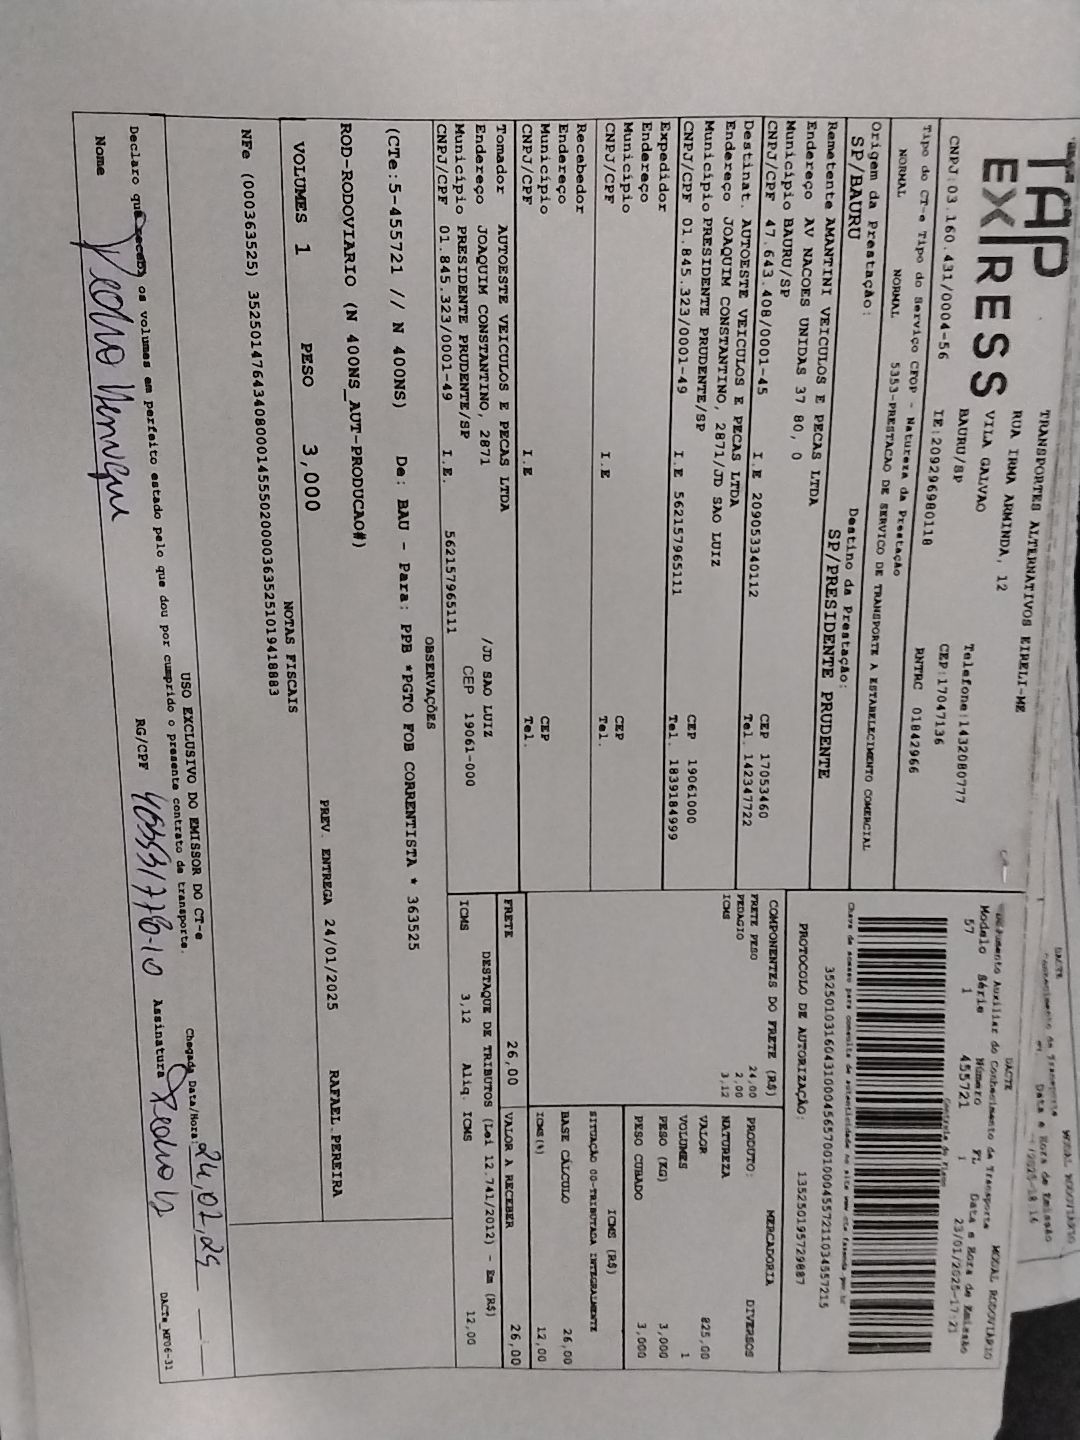 TAP
EXPRESS
TRANSPORTES ALTERNATIVOS EIRELI-ME
RUA IRMA ARMINDA, 12
VILA GALVAO
BAURU/SP
Telefone:1432080777
CNPJ:03.160.431/0004-56 IE:209296980118 CEP:17047136
Tipo do CT-e Tipo do Serviço CFOP - Natureza da Prestação RNTRC 01842966
NORMAL NORMAL 5353-PRESTACAO DE SERVICO DE TRANSPORTE A ESTABELECIMENTO COMERCIAL
Origem da Prestação: Destino da Prestação:
SP/BAURU SP/PRESIDENTE PRUDENTE
Remetente AMANTINI VEICULOS E PECAS LTDA
Endereço AV NACOES UNIDAS 37 80, 0
Município BAURU/SP CEP 17053460
CNPJ/CPF 47.643.408/0001-45 I.E 209053340112 Tel. 142347722
Destinat. AUTOESTE VEICULOS E PECAS LTDA
Endereço JOAQUIM CONSTANTINO, 2871/JD SAO LUIZ
Município PRESIDENTE PRUDENTE/SP CEP 19061000
CNPJ/CPF 01.845.323/0001-49 I.E 562157965111 Tel. 1839184999
Expedidor
Endereço
Município CEP
CNPJ/CPF I.E Tel.
Recebedor
Endereço
Município CEP
CNPJ/CPF I.E Tel.
Tomador AUTOESTE VEICULOS E PECAS LTDA
Endereço JOAQUIM CONSTANTINO, 2871 /JD SAO LUIZ
Município PRESIDENTE PRUDENTE/SP CEP 19061-000
CNPJ/CPF 01.845.323/0001-49 I.E. 562157965111
DACTE
Conhecimento de Transporte MODAL RODOVIARIO
Data e Hora de Emissão
DACTE
Documento Auxiliar do Conhecimento de Transporte MODAL RODOVIARIO
Modelo Série Número FL Data e Hora de Emissão
57 1 455721 1 23/01/2025-17:21
Controle do Fisco
Chave de acesso para consulta de autenticidade no site www.cte.fazenda.gov.br
PROTOCOLO DE AUTORIZAÇÃO: 135250195729887
COMPONENTES DO FRETE (R$)
FRETE PESO 24,00
PEDAGIO 2,00
ICMS 3,12
MERCADORIA
PRODUTO: DIVERSOS
NATUREZA
VALOR 825,00
VOLUMES 1
PESO (KG) 3,000
PESO CUBADO 3,000
ICMS (R$)
SITUAÇÃO 00-TRIBUTADA INTEGRALMENTE
BASE CÁLCULO 26,00
ICMS(%) 12,00
FRETE 26,00 VALOR A RECEBER 26,00
DESTAQUE DE TRIBUTOS (Lei 12.741/2012) - Em (R$)
ICMS 3,12 Aliq. ICMS 12,00
OBSERVAÇÕES
(CTe:5-455721 // N 400NS) De: BAU - Para: PPB *PGTO FOB CORRENTISTA * 363525
ROD-RODOVIARIO (N 400NS_AUT-PRODUCAO#)
VOLUMES 1 PESO 3,000 PREV. ENTREGA 24/01/2025 RAFAEL.PEREIRA
NOTAS FISCAIS
NFe (000363525)
USO EXCLUSIVO DO EMISSOR DO CT-e
Declaro que recebi os volumes em perfeito estado pelo que dou por cumprido o presente contrato de transporte.
Chegada Data/Hora:
Nome Pedro Henrique RG/CPF Assinatura Pedro H
DACTe_MF06-31